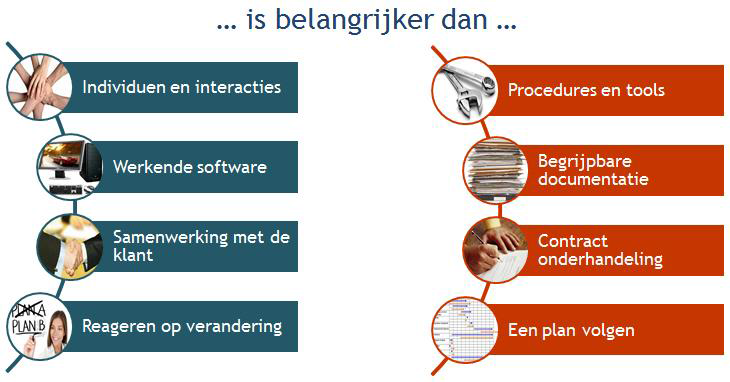 ... is belangrijker dan ...
Individuen en interacties
Procedures en tools
Werkende software
Begrijpbare
documentatie
Samenwerking met de
klant
Contract
onderhandeling
PLAN A
PLAN B
Reageren op verandering
Een plan volgen